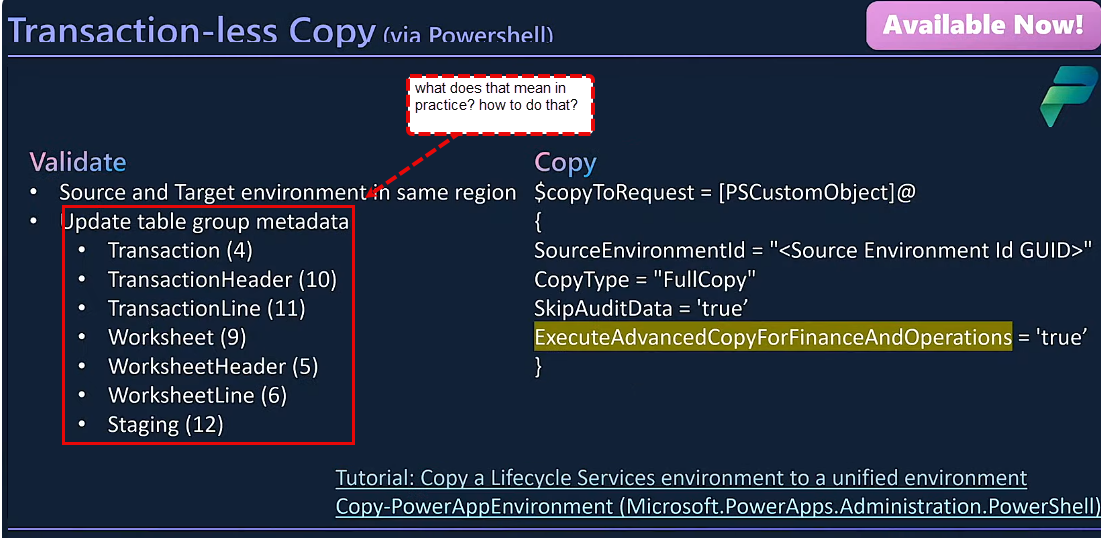 Transaction-less Copy (via Powershell)
Available Now!
what does that mean in
practice? how to do that?
Validate
• Source and Target environment in same region
• Update table group metadata
• Transaction (4)
• TransactionHeader (10)
• TransactionLine (11)
• Worksheet (9)
• WorksheetHeader (5)
• WorksheetLine (6)
• Staging (12)
Copy
$copyToRequest = [PSCustomObject]@
{
SourceEnvironmentId = "<Source Environment Id GUID>"
CopyType = "FullCopy"
SkipAuditData = 'true’
ExecuteAdvancedCopyForFinanceAndOperations = 'true’
}
Tutorial: Copy a Lifecycle Services environment to a unified environment
Copy-PowerAppEnvironment (Microsoft.PowerApps.Administration.PowerShell)